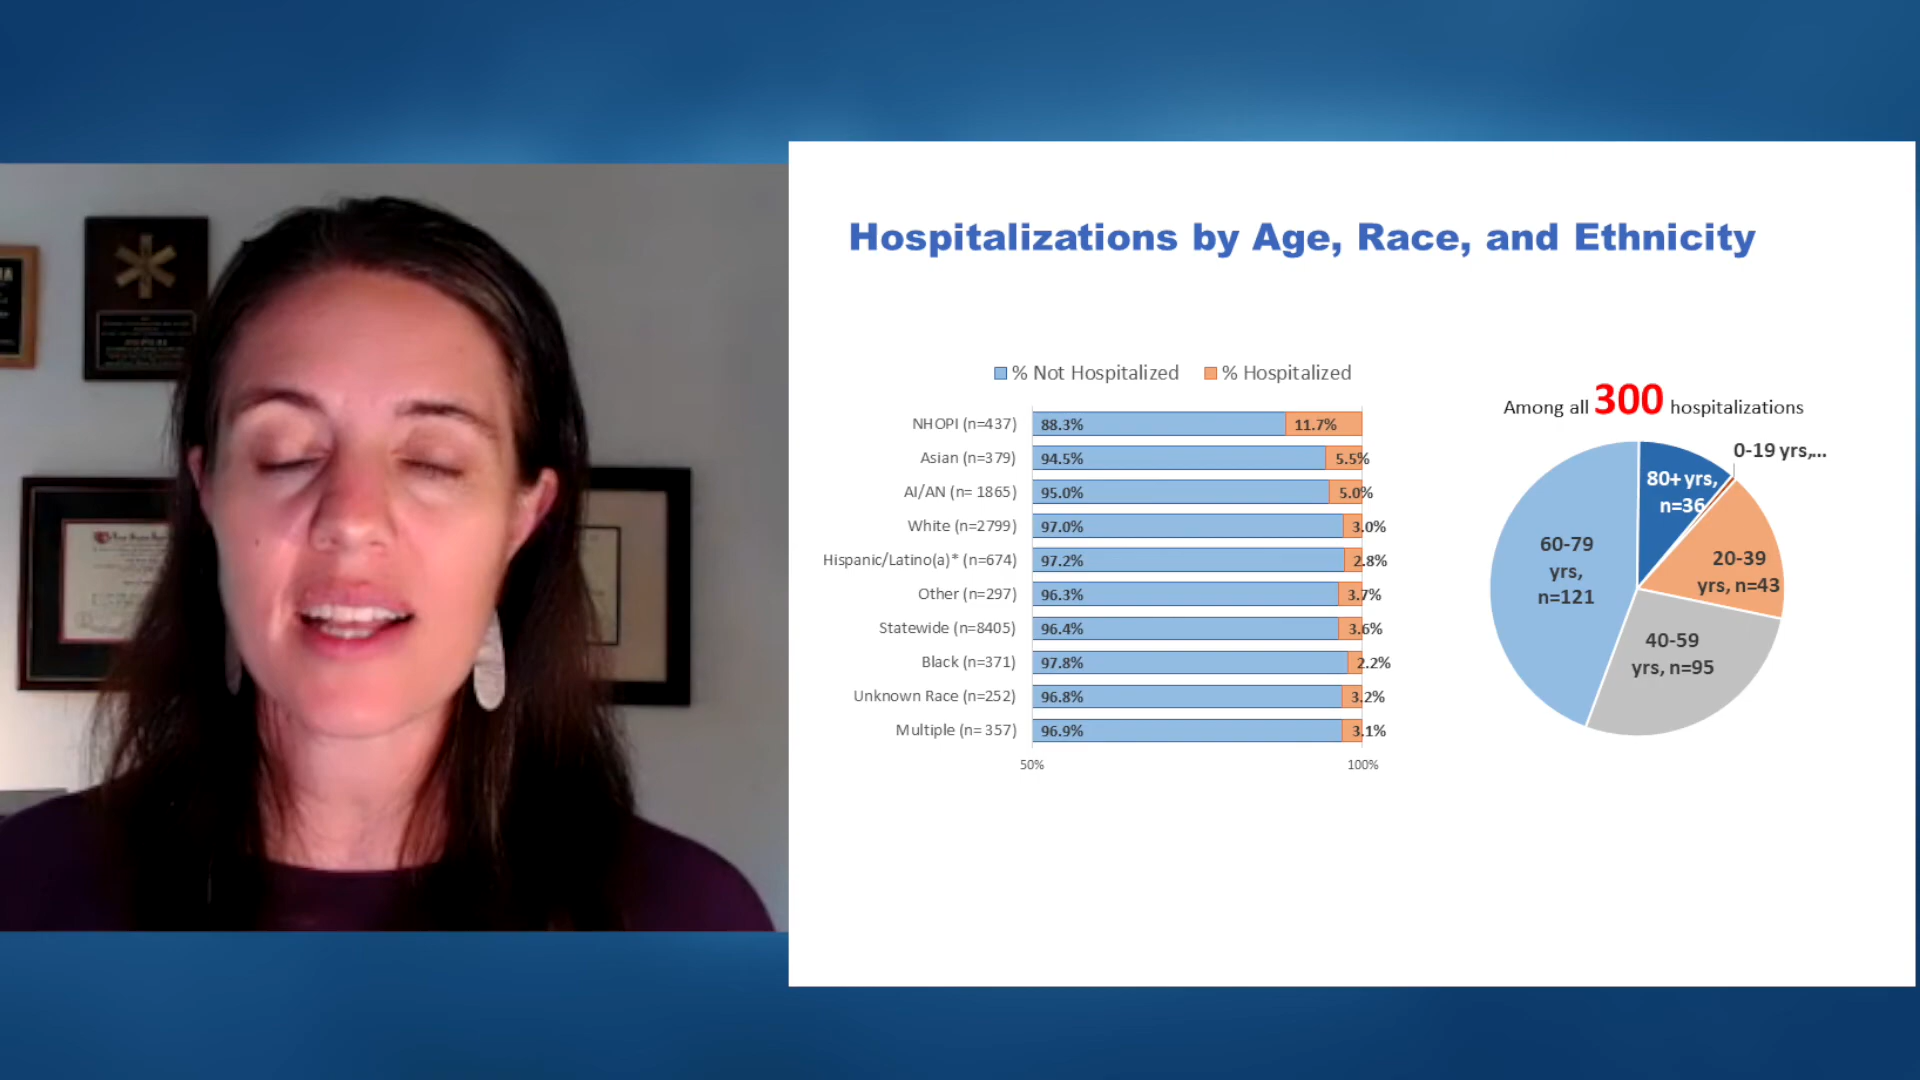 Hospitalizations by Age, Race, and Ethnicity
% Not Hospitalized % Hospitalized
NHOPI (n=437) 88.3% 11.7%
Asian (n=379) 94.5% 5.5%
AI/AN (n= 1865) 95.0% 5.0%
White (n=2799) 97.0% 3.0%
Hispanic/Latino(a)* (n=674) 97.2% 2.8%
Other (n=297) 96.3% 3.7%
Statewide (n=8405) 96.4% 3.6%
Black (n=371) 97.8% 2.2%
Unknown Race (n=252) 96.8% 3.2%
Multiple (n= 357) 96.9% 3.1%
50% 100%
Among all 300 hospitalizations
0-19 yrs,...
80+ yrs,
n=36
20-39
yrs, n=43
40-59
yrs, n=95
60-79
yrs,
n=121